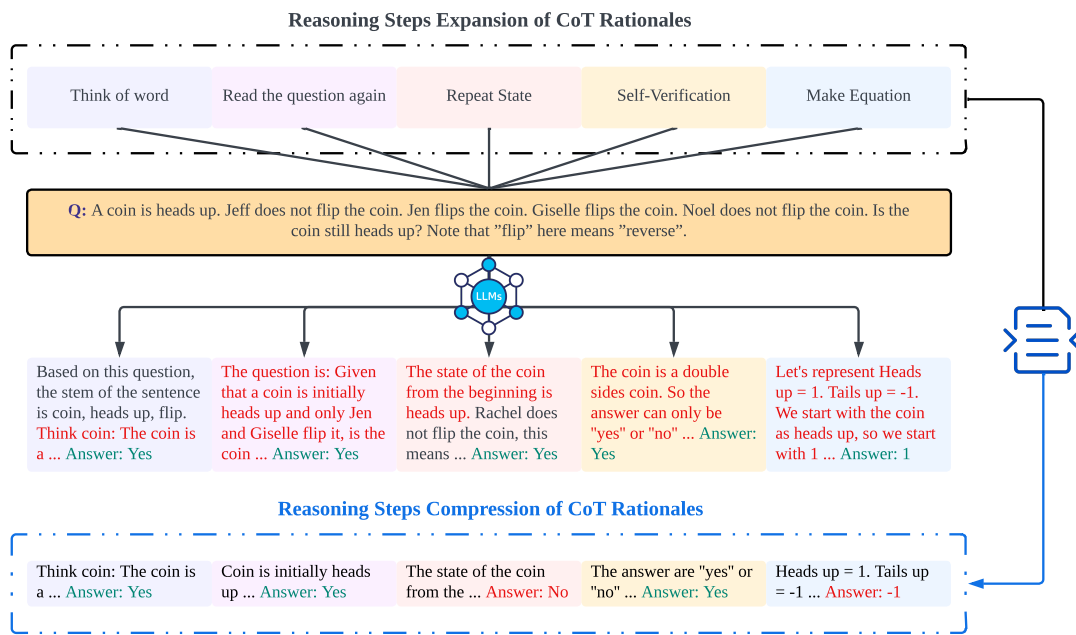 Reasoning Steps Expansion of CoT Rationales
Think of word
Read the question again
Repeat State
Self-Verification
Make Equation
Q: A coin is heads up. Jeff does not flip the coin. Jen flips the coin. Giselle flips the coin. Noel does not flip the coin. Is the
coin still heads up? Note that ”flip” here means ”reverse”.
LLMs
Based on this question,
the stem of the sentence
is coin, heads up, flip.
Think coin: The coin is
a ... Answer: Yes
The question is: Given
that a coin is initially
heads up and only Jen
and Giselle flip it, is the
coin ... Answer: Yes
The state of the coin
from the beginning is
heads up. Rachel does
not flip the coin, this
means ... Answer: Yes
The coin is a double
sides coin. So the
answer can only be
"yes" or "no" ... Answer:
Yes
Let's represent Heads
up = 1. Tails up = -1.
We start with the coin
as heads up, so we start
with 1 ... Answer: 1
Reasoning Steps Compression of CoT Rationales
Think coin: The coin is
a ... Answer: Yes
Coin is initially heads
up ... Answer: Yes
The state of the coin
from the ... Answer: No
The answer are "yes" or
"no" ... Answer: Yes
Heads up = 1. Tails up
= -1 ... Answer: -1